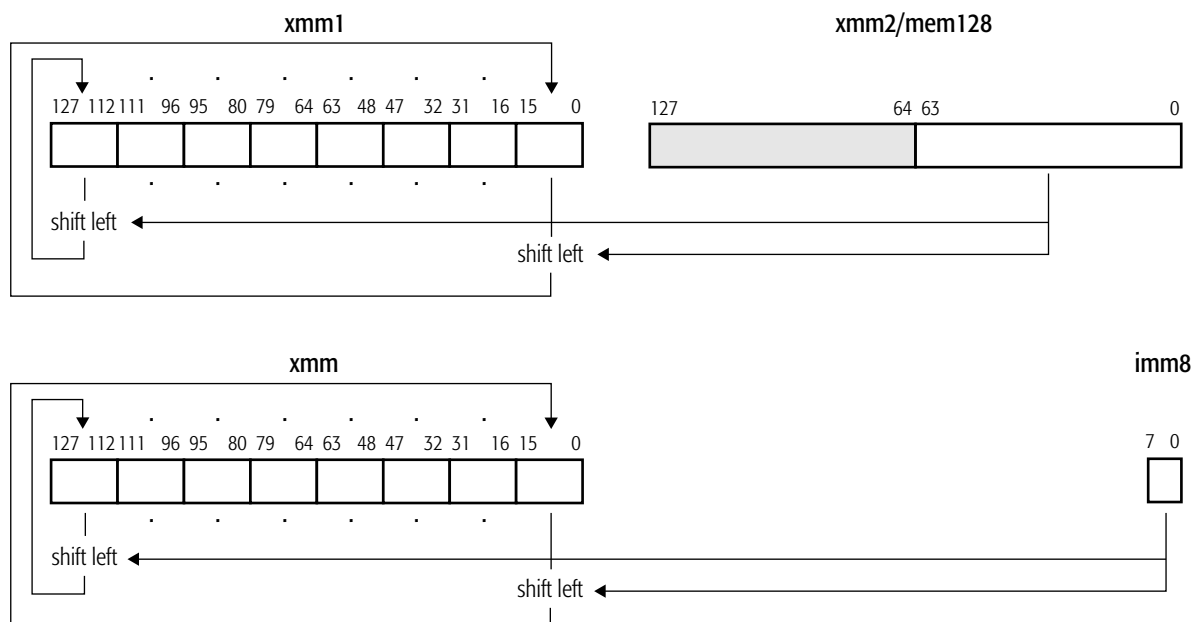 xmm1 xmm2/mem128
127 112 111 96 95 80 79 64 63 48 47 32 31 16 15 0 127 64 63 0
shift left
shift left
xmm imm8
127 112 111 96 95 80 79 64 63 48 47 32 31 16 15 0 7 0
shift left
shift left